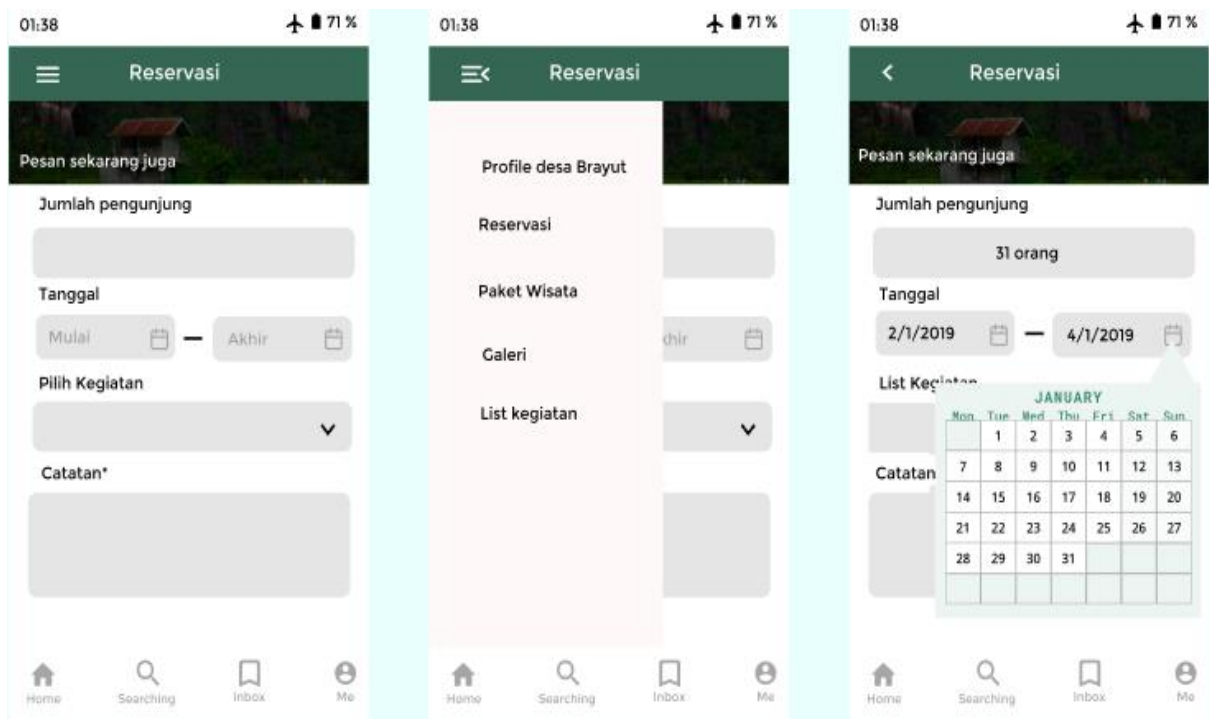 01:38
71 %
Reservasi
Pesan sekarang juga
Jumlah pengunjung
Tanggal
Mulai
Akhir
Pilih Kegiatan
Catatan*
Home
Searching
Inbox
Me
01:38
71 %
Reservasi
Profile desa Brayut
Reservasi
Paket Wisata
khir
Galeri
List kegiatan
Home
Searching
Inbox
Me
01:38
71 %
Reservasi
Pesan sekarang juga
Jumlah pengunjung
31 orang
Tanggal
2/1/2019
4/1/2019
List Kegiatan
JANUARY
Mon Tue Wed Thu Fri Sat Sun
1 2 3 4 5 6
7 8 9 10 11 12 13
Catatan
14 15 16 17 18 19 20
21 22 23 24 25 26 27
28 29 30 31
Home
Searching
Inbox
Me